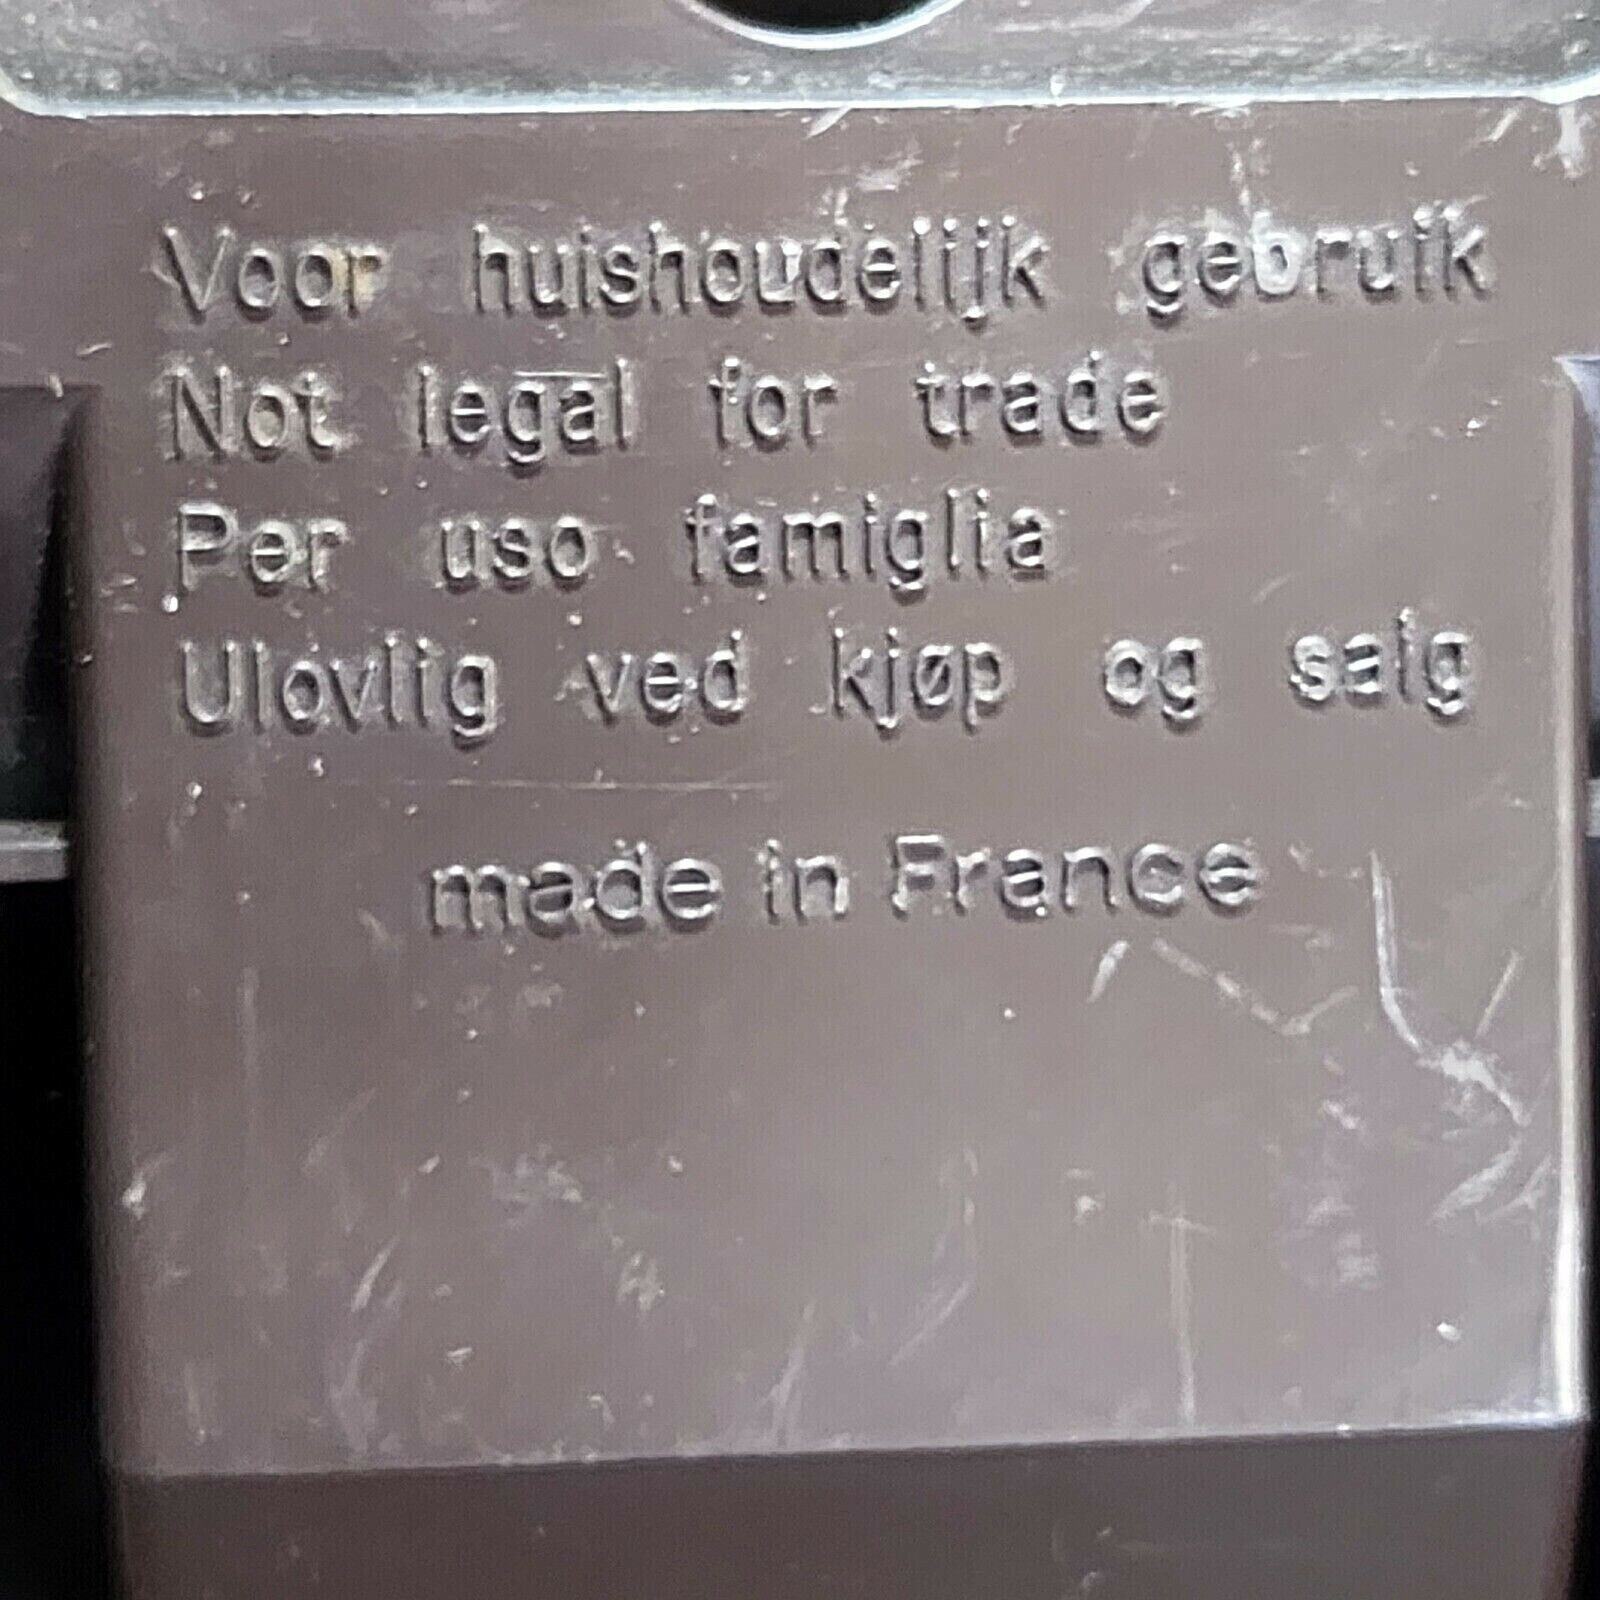 Voor huishoudelijk gebruik
Not legal for trade
Per uso famiglia
Ulovlig ved kjøp og salg
made in France